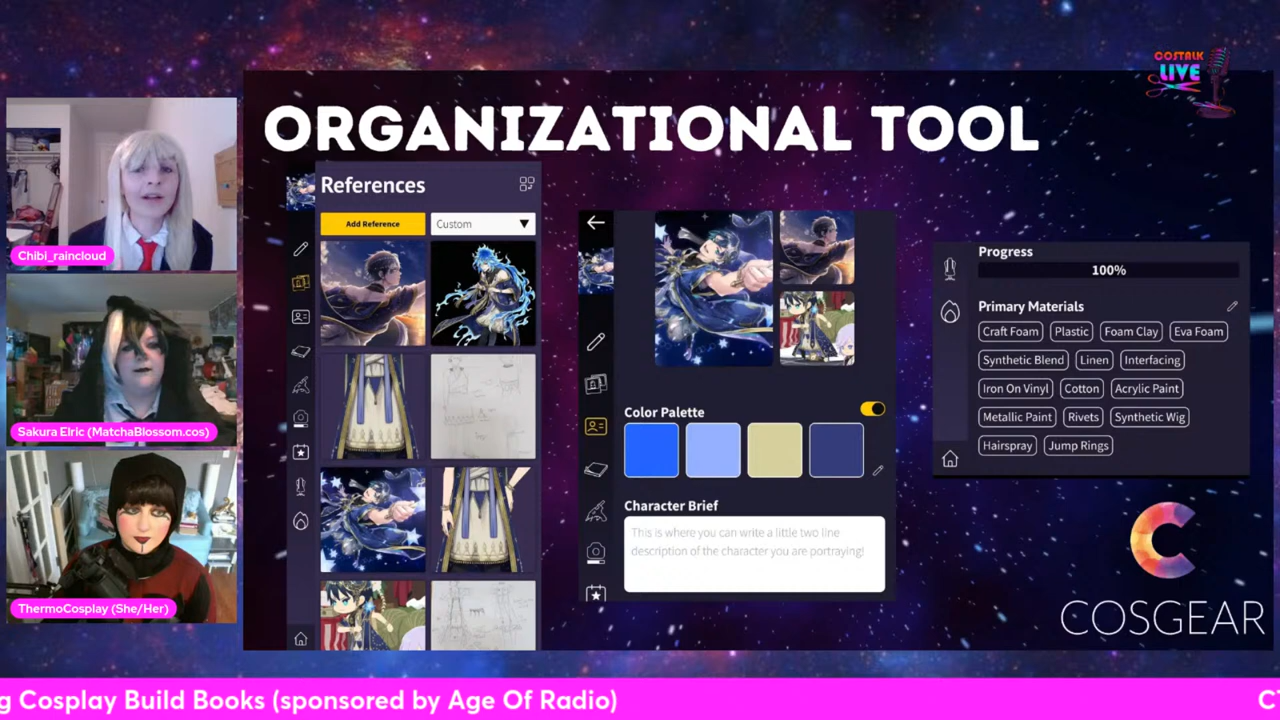 COSTALK
LIVE
ORGANIZATIONAL TOOL
Chibi_raincloud
Sakura Elric (MatchaBlossom.cos)
ThermoCosplay (She/Her)
References
Add Reference
Custom
Color Palette
Character Brief
This is where you can write a little two line
description of the character you are portraying!
Progress
100%
Primary Materials
Craft Foam Plastic Foam Clay Eva Foam
Synthetic Blend Linen Interfacing
Iron On Vinyl Cotton Acrylic Paint
Metallic Paint Rivets Synthetic Wig
Hairspray Jump Rings
COSGEAR
g Cosplay Build Books (sponsored by Age Of Radio)